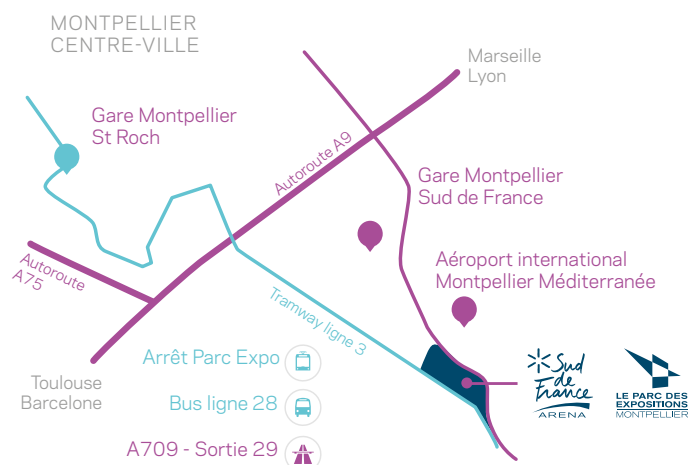 MONTPELLIER
CENTRE-VILLE
Marseille
Lyon
Gare Montpellier
St Roch
Autoroute A9
Gare Montpellier
Sud de France
Autoroute
A75
Aéroport international
Montpellier Méditerranée
Tramway ligne 3
Toulouse
Barcelone
Arrêt Parc Expo
Bus ligne 28
A709 - Sortie 29
Sud
de
France
ARENA
LE PARC DES
EXPOSITIONS
MONTPELLIER